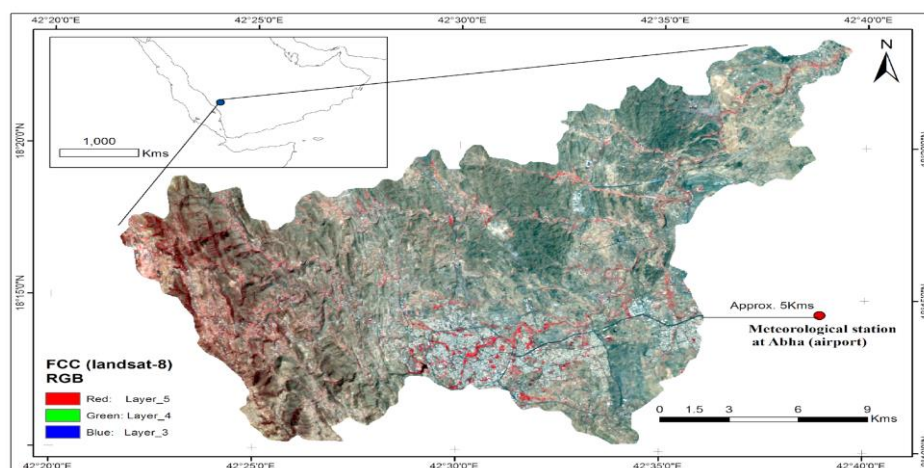 42°20'0"E 42°25'0"E 42°30'0"E 42°35'0"E 42°40'0"E
N
1,000
Kms
18°20'0"N
18°15'0"N
Approx. 5Kms
Meteorological station
at Abha (airport)
FCC (landsat-8)
RGB
Red: Layer_5
Green: Layer_4
Blue: Layer_3
0 1.5 3 6 9
Kms
42°20'0"E 42°25'0"E 42°30'0"E 42°35'0"E 42°40'0"E